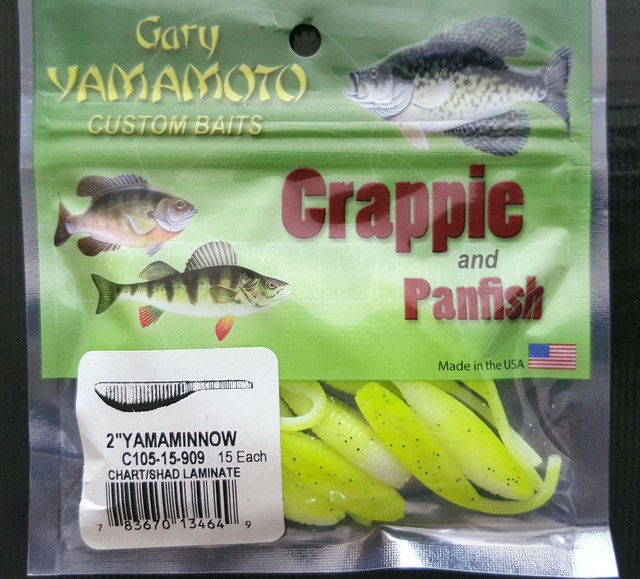 Gary
YAMAMOTO
CUSTOM BAITS
Crappie
and
Panfish
Made in the USA
2"YAMAMINNOW
C105-15-909 15 Each
CHART/SHAD LAMINATE
7 83670 13464 9